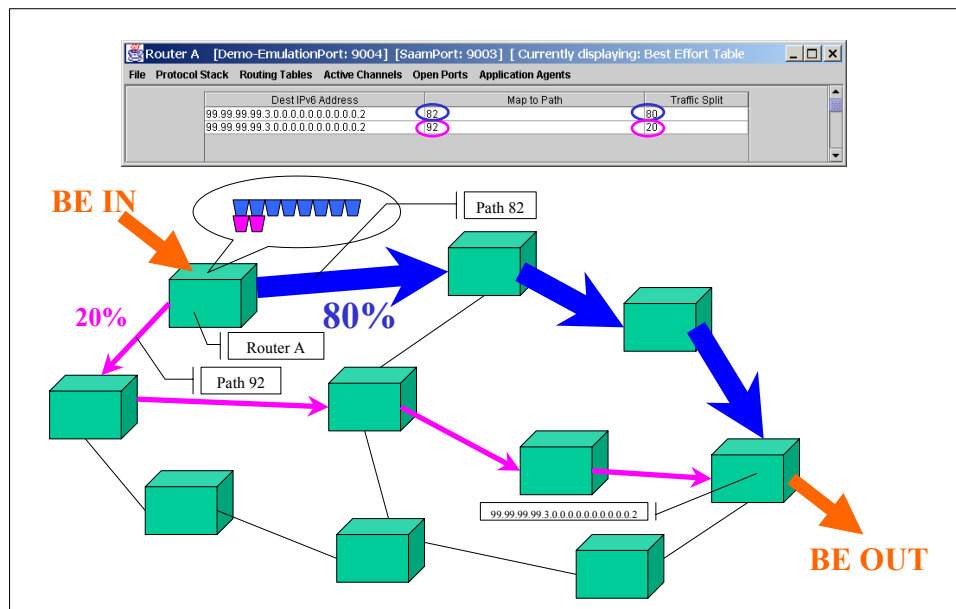 Router A [Demo-EmulationPort: 9004] [SaamPort: 9003] [ Currently displaying: Best Effort Table
File Protocol Stack Routing Tables Active Channels Open Ports Application Agents
Dest IPv6 Address Map to Path Traffic Split
99.99.99.99.3.0.0.0.0.0.0.0.0.0.0.2 82 80
99.99.99.99.3.0.0.0.0.0.0.0.0.0.0.2 92 20
BE IN
Path 82
80%
20%
Router A
Path 92
99.99.99.99.3.0.0.0.0.0.0.0.0.0.0.2
BE OUT